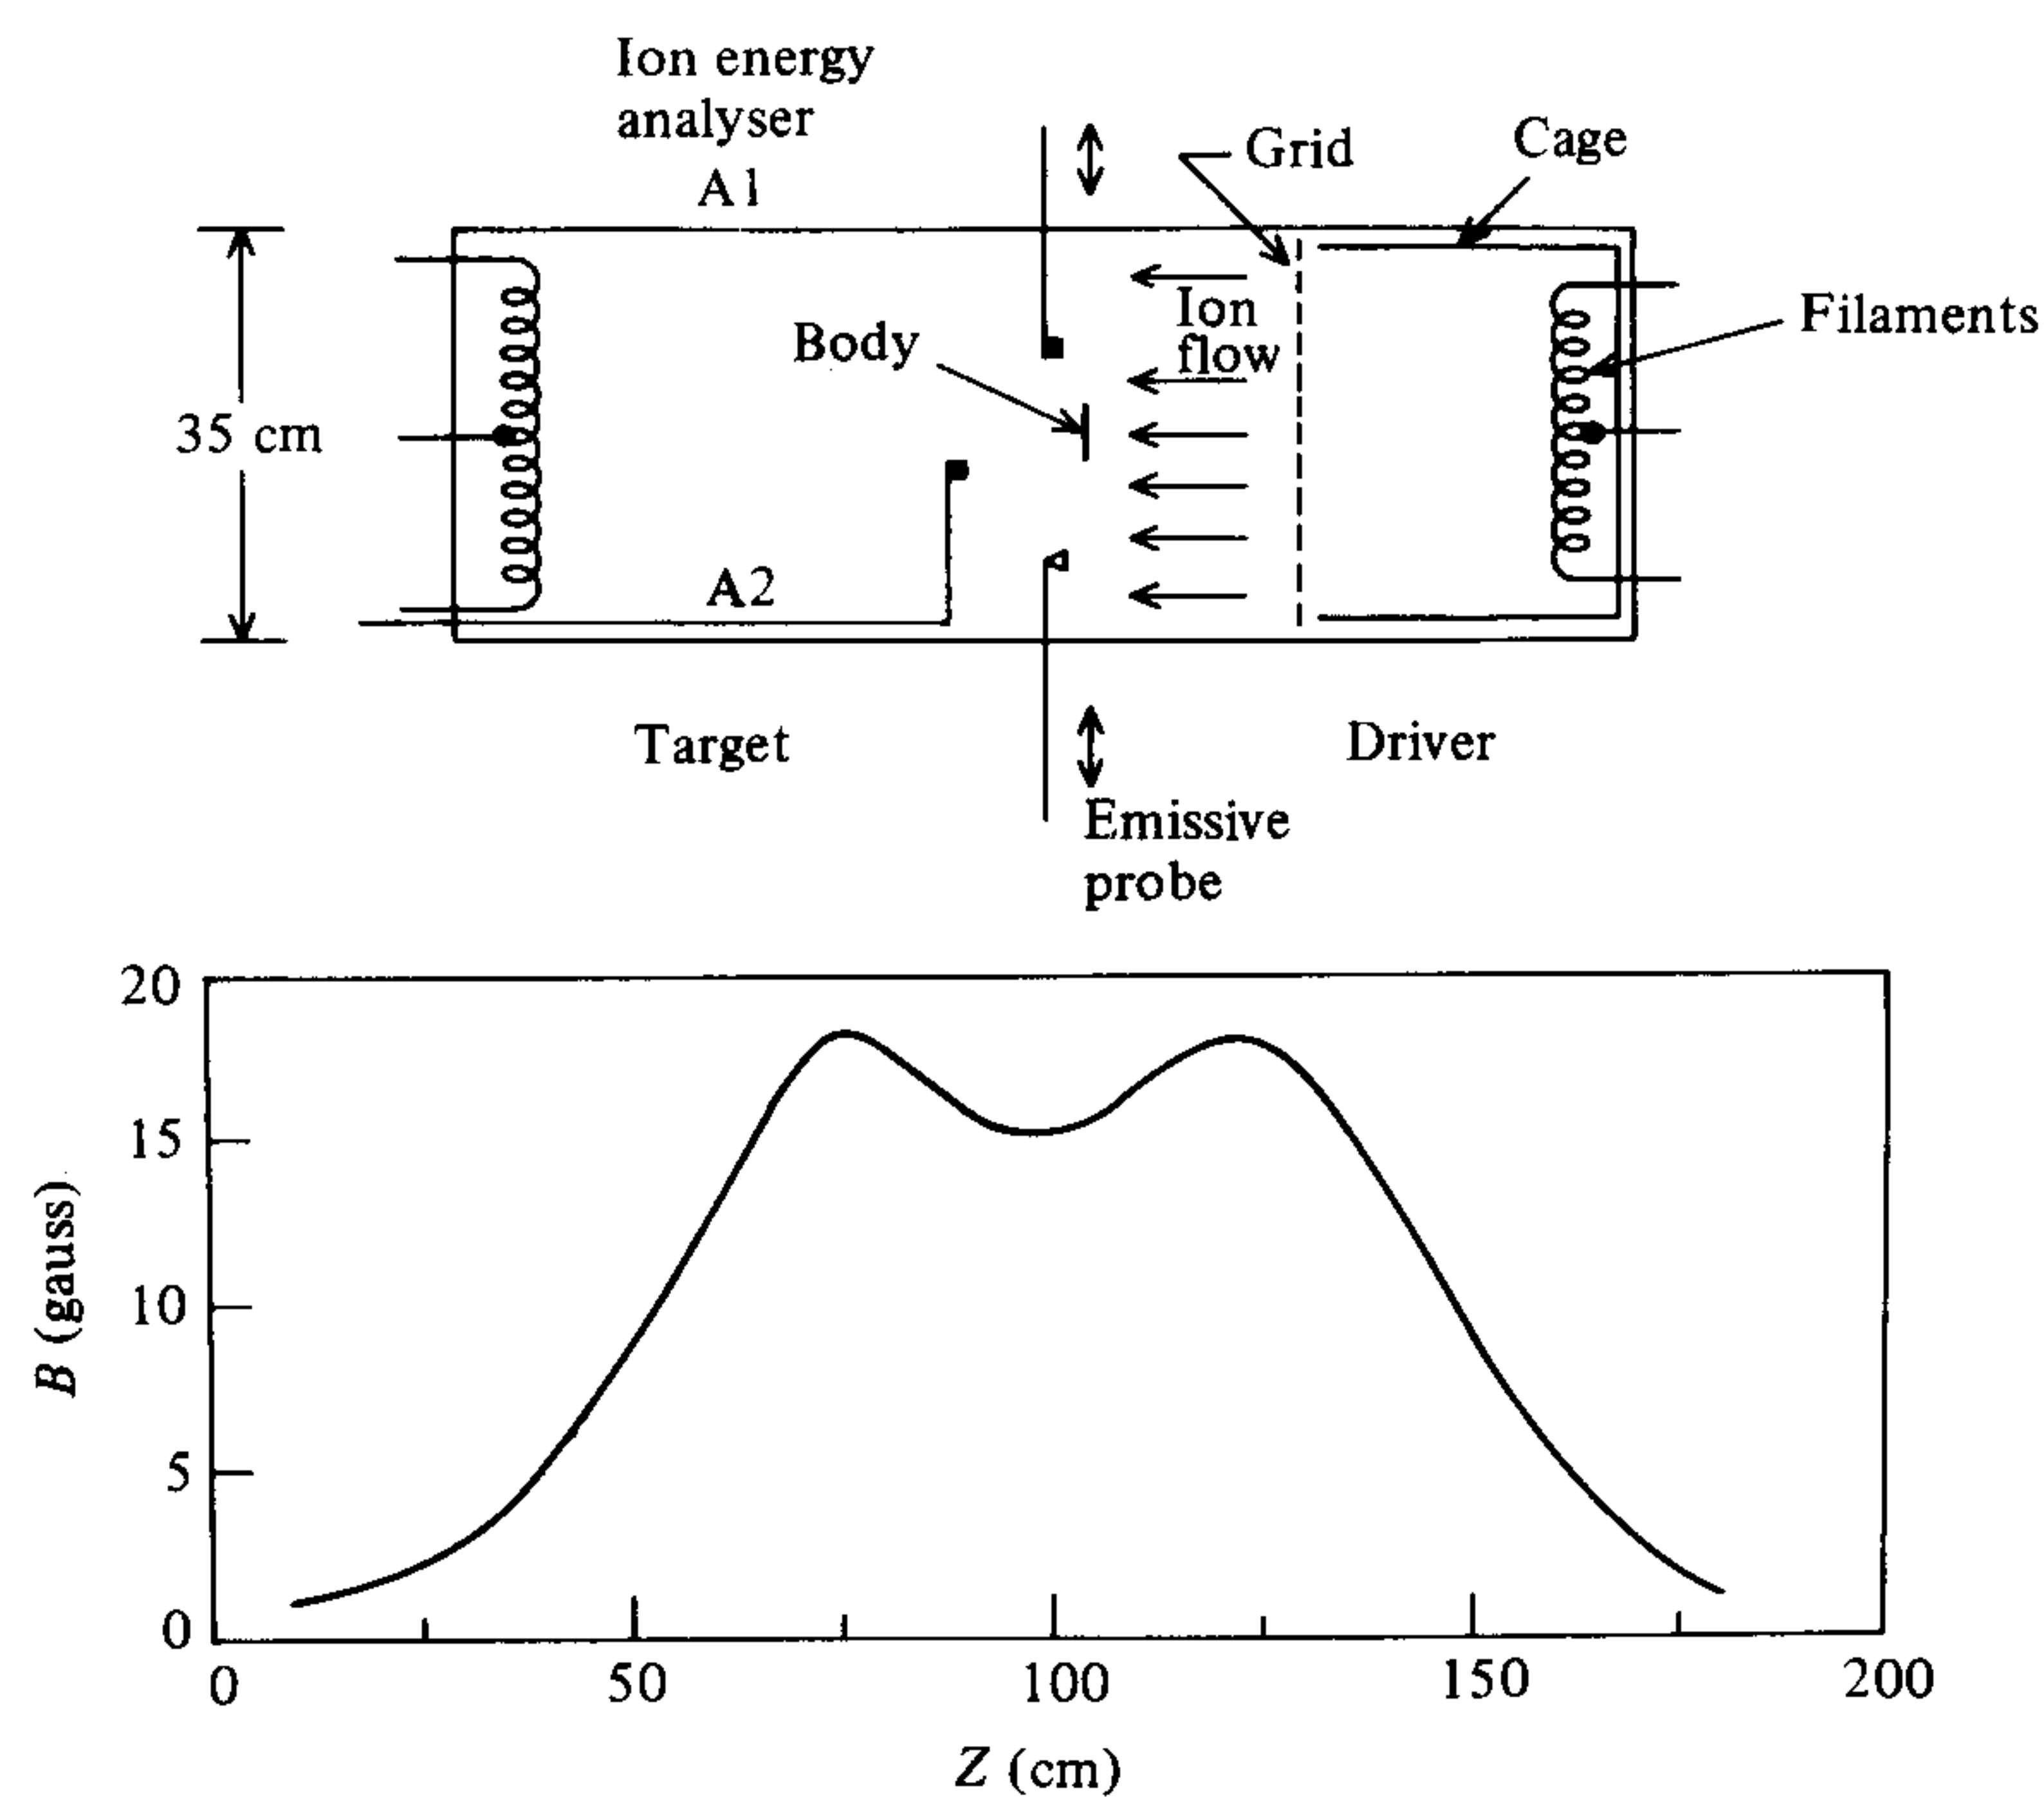 Ion energy
analyser
A1
Grid
Cage
Ion
flow
Filaments
Body
35 cm
A2
Target
Driver
Emissive
probe
20
15
10
5
0
B (gauss)
0 50 100 150 200
Z (cm)